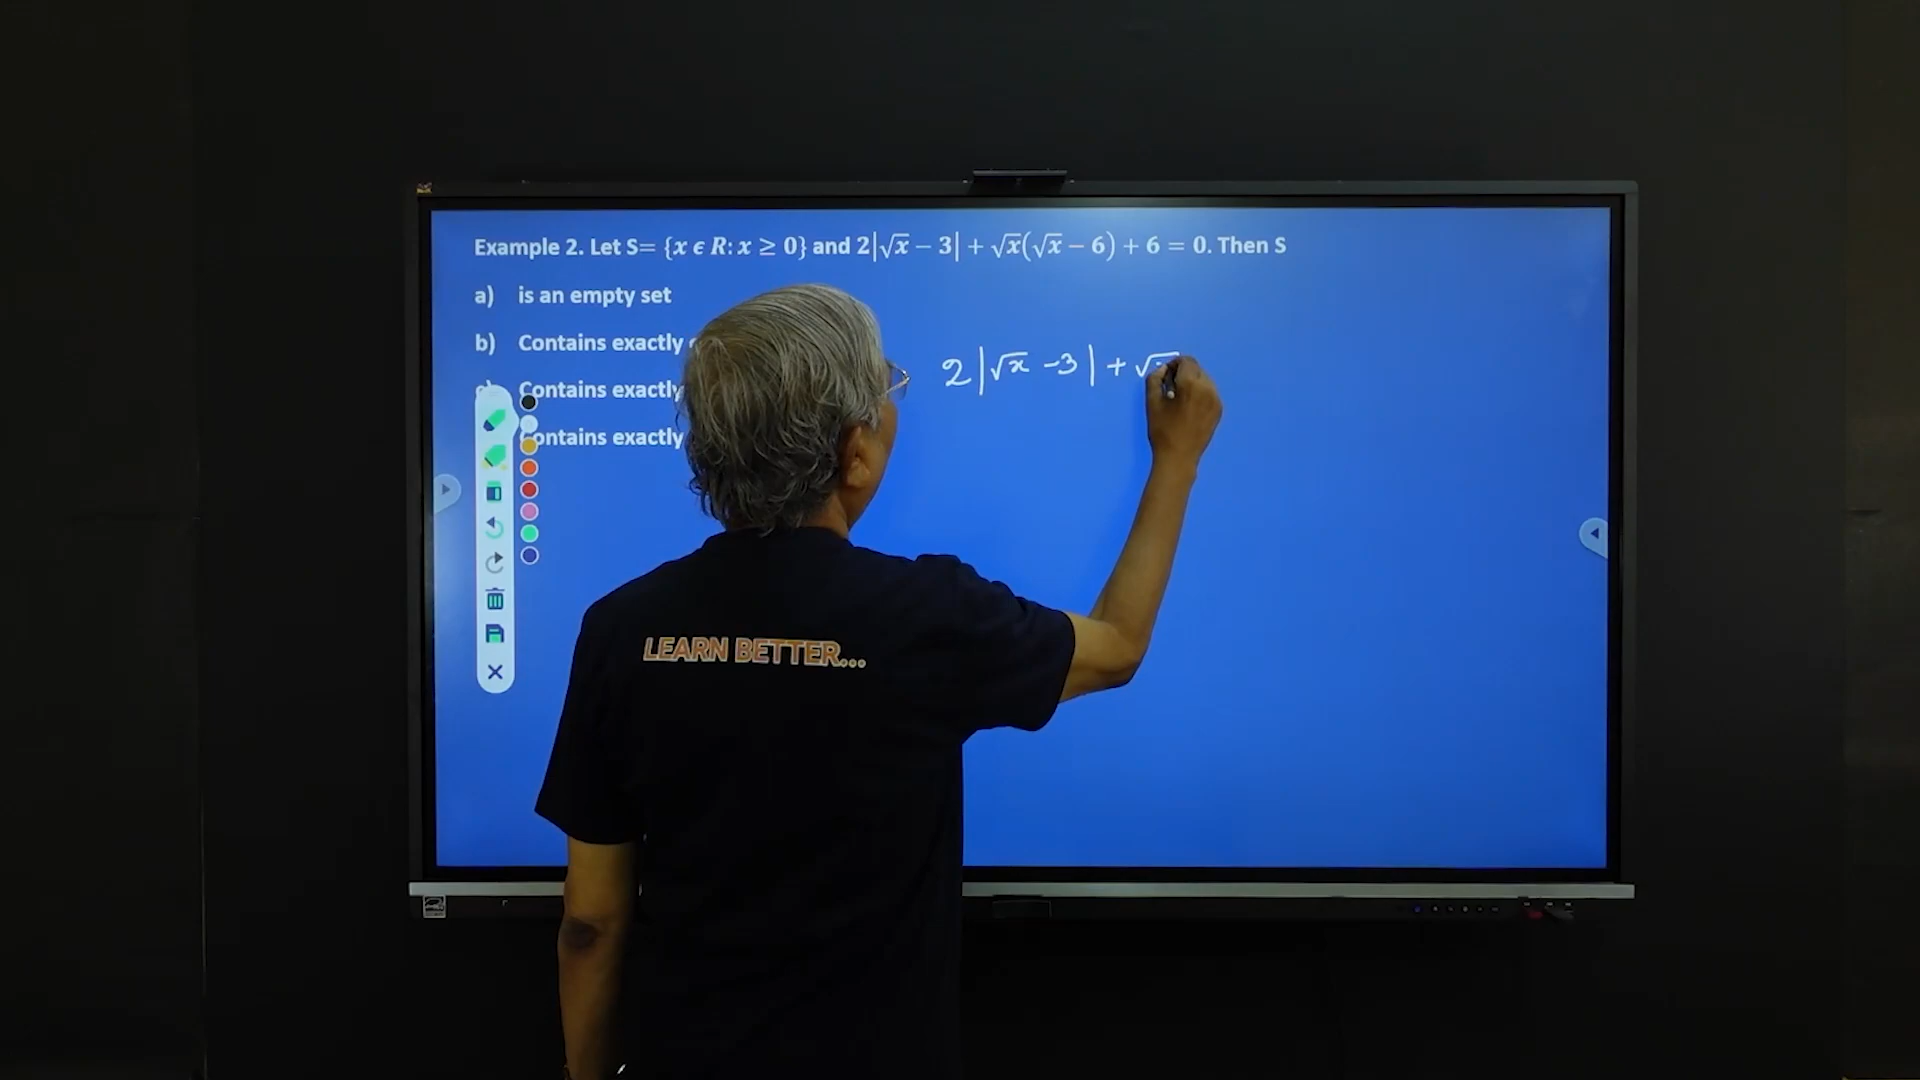 Example 2. Let S= {x ϵ R: x ≥ 0} and 2|√x − 3| + √x(√x − 6) + 6 = 0. Then S
a) is an empty set
b) Contains exactly
Contains exactly
Contains exactly
2|√x -3| + √x
LEARN BETTER...